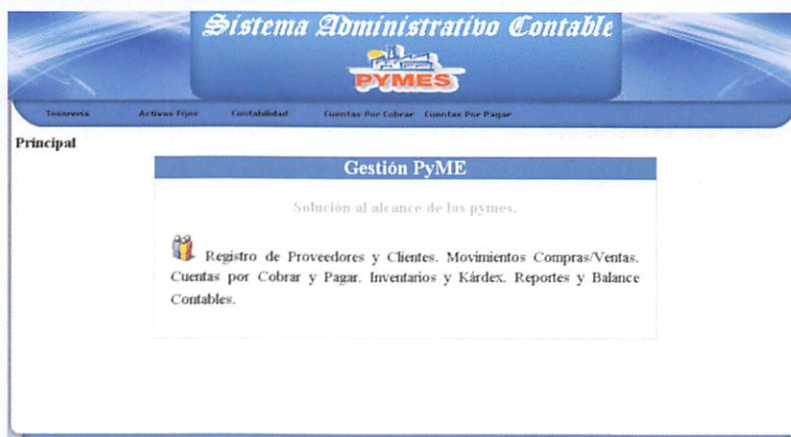 Sistema Administrativo Contable
PYMES
Tesoreria Activos Fijos Contabilidad Cuentas Por Cobrar Cuentas Por Pagar
Principal
Gestión PyME
Solución al alcance de las pymes.
Registro de Proveedores y Clientes. Movimientos Compras/Ventas.
Cuentas por Cobrar y Pagar. Inventarios y Kárdex. Reportes y Balance
Contables.